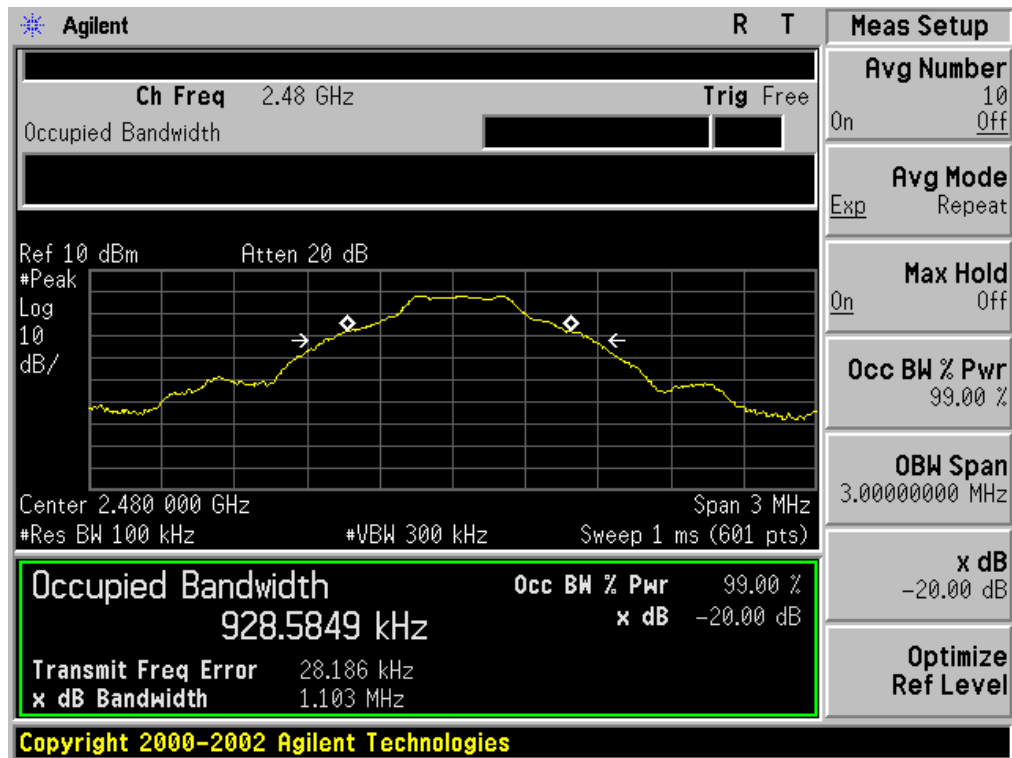 Agilent R T Meas Setup
Ch Freq 2.48 GHz Trig Free
Occupied Bandwidth
Ref 10 dBm Atten 20 dB
#Peak
Log
10
dB/
Center 2.480 000 GHz Span 3 MHz
#Res BW 100 kHz #VBW 300 kHz Sweep 1 ms (601 pts)
Occupied Bandwidth Occ BW % Pwr 99.00 %
928.5849 kHz x dB -20.00 dB
Transmit Freq Error 28.186 kHz
x dB Bandwidth 1.103 MHz
Avg Number
10
On Off
Avg Mode
Exp Repeat
Max Hold
On Off
Occ BW % Pwr
99.00 %
OBW Span
3.00000000 MHz
x dB
-20.00 dB
Optimize
Ref Level
Copyright 2000-2002 Agilent Technologies